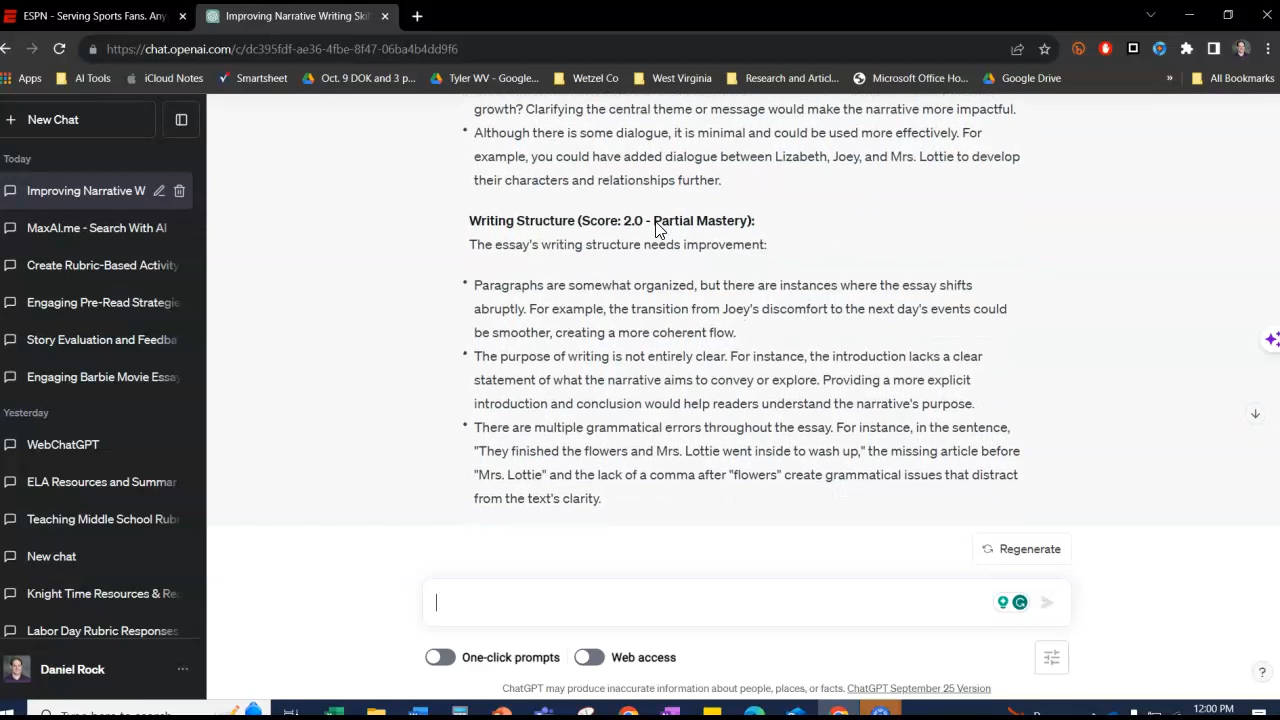 ESPN - Serving Sports Fans. Any
Improving Narrative Writing Skil
https://chat.openai.com/c/dc395fdf-ae36-4fbe-8f47-06ba4b4dd9f6
Apps
AI Tools
iCloud Notes
Smartsheet
Oct. 9 DOK and 3 p...
Tyler WV - Google...
Wetzel Co
West Virginia
Research and Articl...
Microsoft Office Ho...
Google Drive
»
All Bookmarks
New Chat
Today
Improving Narrative W
MaxAI.me - Search With AI
Create Rubric-Based Activity
Engaging Pre-Read Strategie
Story Evaluation and Feedba
Engaging Barbie Movie Essay
Yesterday
WebChatGPT
ELA Resources and Summar
Teaching Middle School Rub
New chat
Knight Time Resources & Re
Labor Day Rubric Responses
Daniel Rock
growth? Clarifying the central theme or message would make the narrative more impactful.
• Although there is some dialogue, it is minimal and could be used more effectively. For
example, you could have added dialogue between Lizabeth, Joey, and Mrs. Lottie to develop
their characters and relationships further.
Writing Structure (Score: 2.0 - Partial Mastery):
The essay's writing structure needs improvement:
• Paragraphs are somewhat organized, but there are instances where the essay shifts
abruptly. For example, the transition from Joey's discomfort to the next day's events could
be smoother, creating a more coherent flow.
• The purpose of writing is not entirely clear. For instance, the introduction lacks a clear
statement of what the narrative aims to convey or explore. Providing a more explicit
introduction and conclusion would help readers understand the narrative's purpose.
• There are multiple grammatical errors throughout the essay. For instance, in the sentence,
"They finished the flowers and Mrs. Lottie went inside to wash up," the missing article before
"Mrs. Lottie" and the lack of a comma after "flowers" create grammatical issues that distract
from the text's clarity.
Regenerate
One-click prompts
Web access
ChatGPT may produce inaccurate information about people, places, or facts. ChatGPT September 25 Version
?
Type here to search
12:00 PM